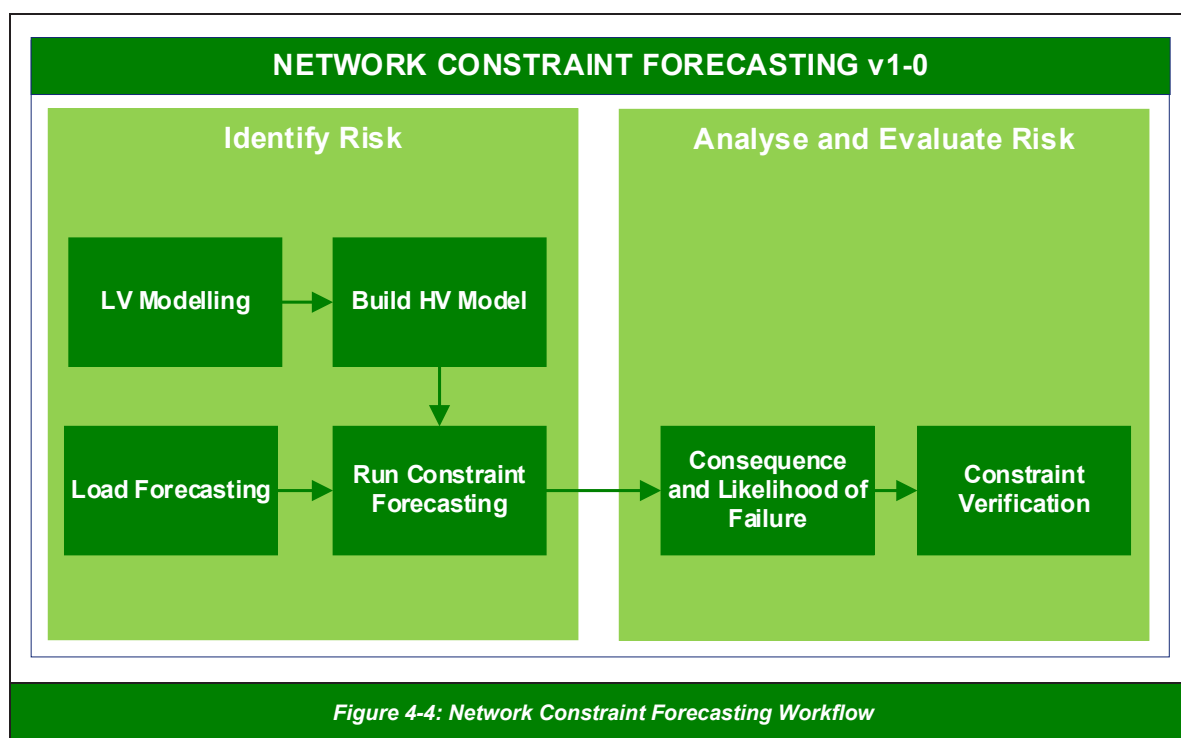 NETWORK CONSTRAINT FORECASTING v1-0
Identify Risk
LV Modelling
Build HV Model
Load Forecasting
Run Constraint
Forecasting
Analyse and Evaluate Risk
Consequence
and Likelihood of
Failure
Constraint
Verification
Figure 4-4: Network Constraint Forecasting Workflow